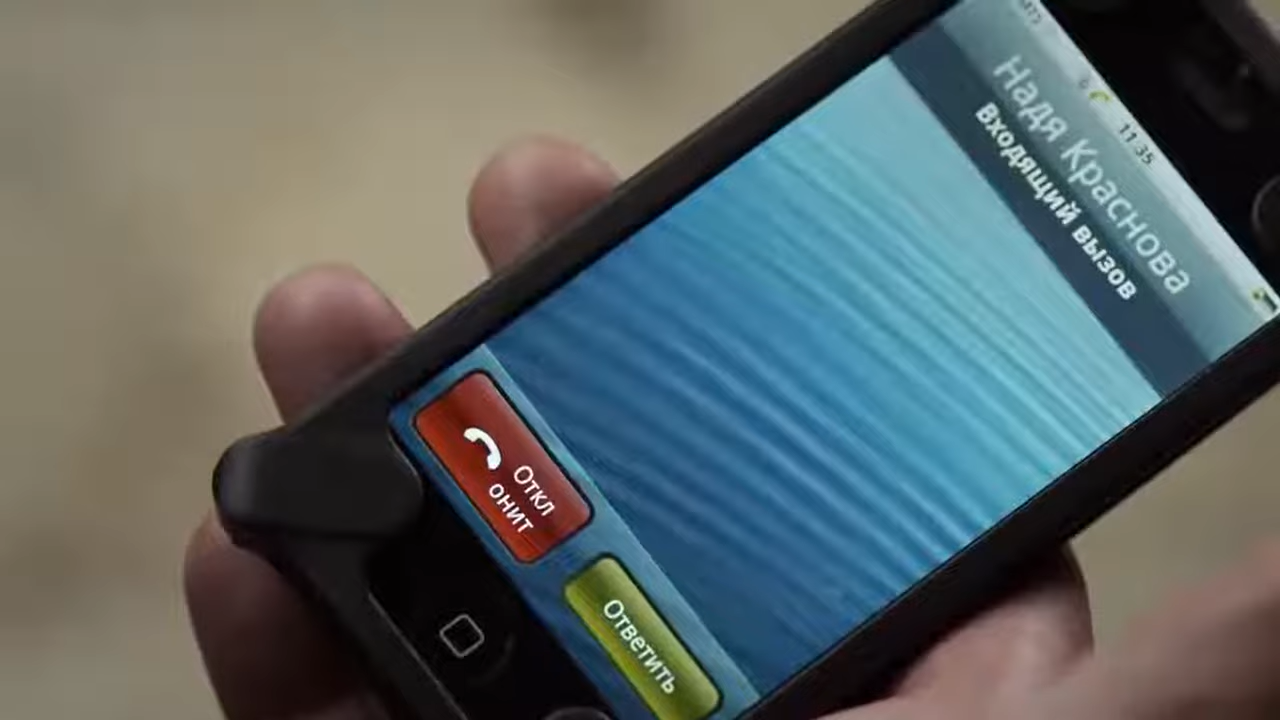 11:35
Надя Краснова
Входящий вызов
Откл
онит
Ответить